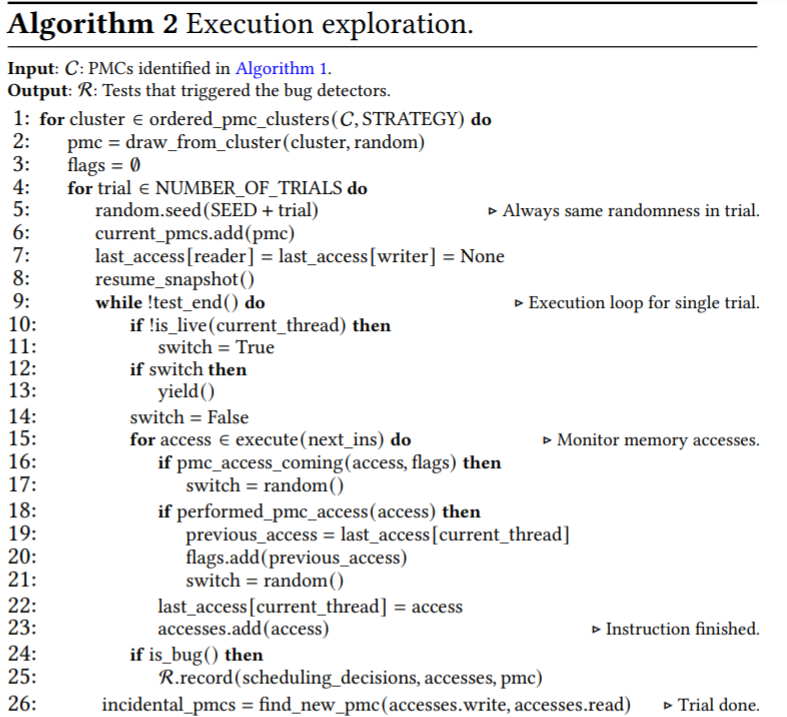 Algorithm 2 Execution exploration.
Input: C: PMCs identified in Algorithm 1.
Output: R: Tests that triggered the bug detectors.
1: for cluster ∈ ordered_pmc_clusters(C, STRATEGY) do
2: pmc = draw_from_cluster(cluster, random)
3: flags = ∅
4: for trial ∈ NUMBER_OF_TRIALS do
5: random.seed(SEED + trial) ▹ Always same randomness in trial.
6: current_pmcs.add(pmc)
7: last_access[reader] = last_access[writer] = None
8: resume_snapshot()
9: while !test_end() do ▹ Execution loop for single trial.
10: if !is_live(current_thread) then
11: switch = True
12: if switch then
13: yield()
14: switch = False
15: for access ∈ execute(next_ins) do ▹ Monitor memory accesses.
16: if pmc_access_coming(access, flags) then
17: switch = random()
18: if performed_pmc_access(access) then
19: previous_access = last_access[current_thread]
20: flags.add(previous_access)
21: switch = random()
22: last_access[current_thread] = access
23: accesses.add(access) ▹ Instruction finished.
24: if is_bug() then
25: R.record(scheduling_decisions, accesses, pmc)
26: incidental_pmcs = find_new_pmc(accesses.write, accesses.read) ▹ Trial done.